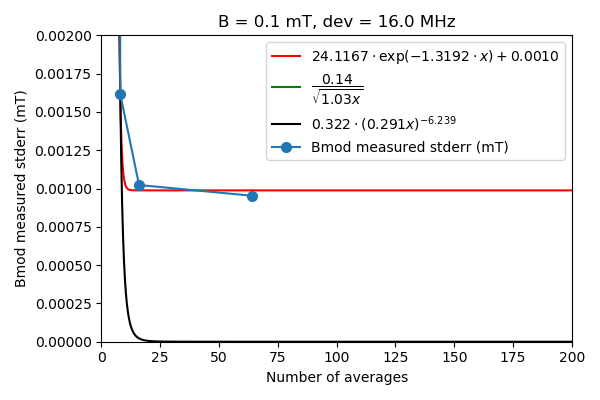 B = 0.1 mT, dev = 16.0 MHz
Bmod measured stderr (mT)
0.00200
0.00175
0.00150
0.00125
0.00100
0.00075
0.00050
0.00025
0.00000
24.1167 · exp(−1.3192 · x) + 0.0010
0.14
√1.03x
0.322 · (0.291x)^−6.239
Bmod measured stderr (mT)
0 25 50 75 100 125 150 175 200
Number of averages